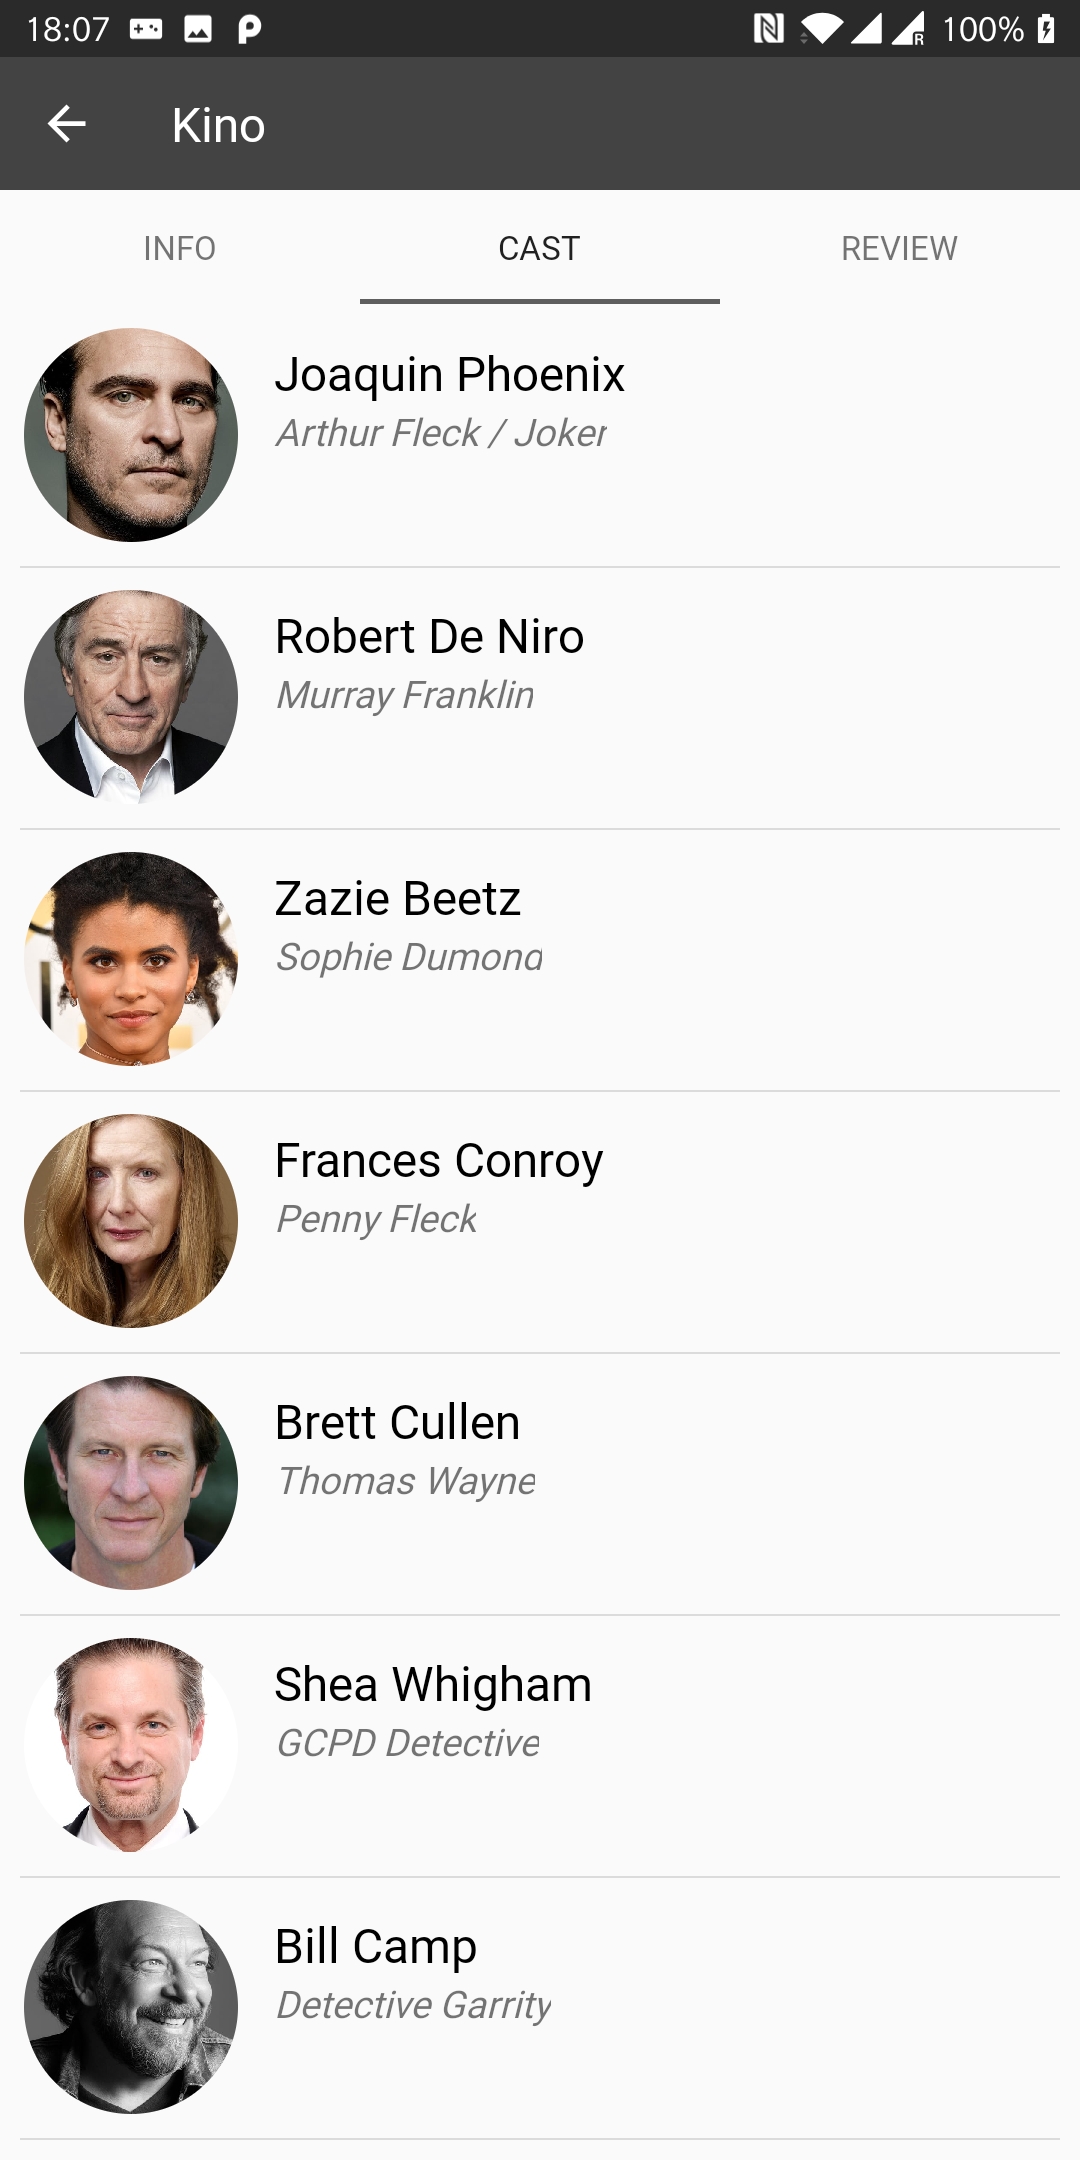 18:07 100%
Kino
INFO CAST REVIEW
Joaquin Phoenix
Arthur Fleck / Joker
Robert De Niro
Murray Franklin
Zazie Beetz
Sophie Dumond
Frances Conroy
Penny Fleck
Brett Cullen
Thomas Wayne
Shea Whigham
GCPD Detective
Bill Camp
Detective Garrity